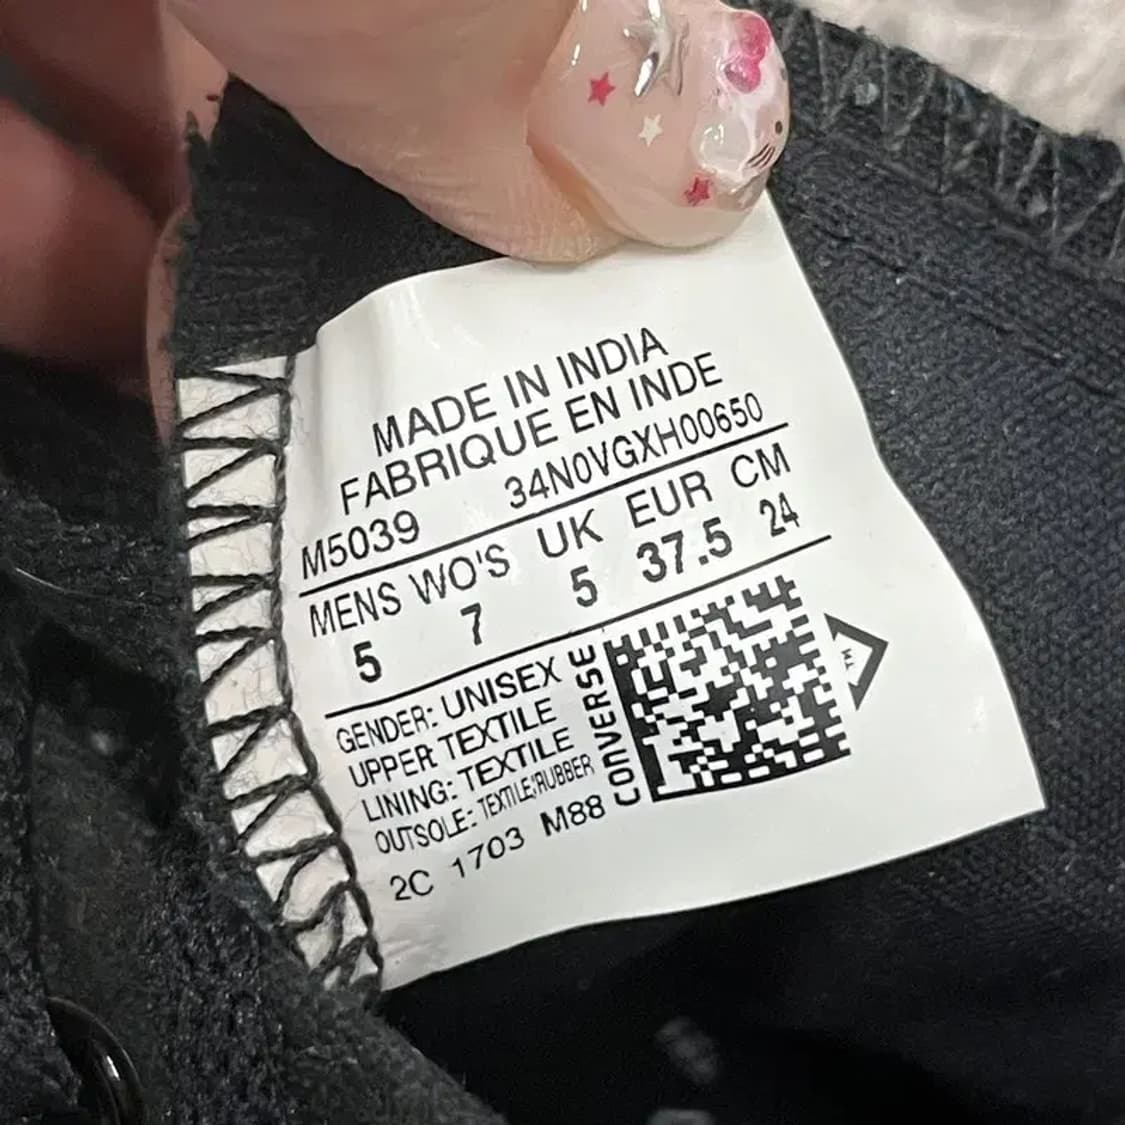 MADE IN INDIA
FABRIQUE EN INDE
M5039 34N0VGXH00650
MENS WO'S UK EUR CM
5 7 5 37.5 24
GENDER: UNISEX
UPPER: TEXTILE
LINING: TEXTILE
OUTSOLE: TEXTILE/RUBBER
2C 1703 M88
CONVERSE
TM